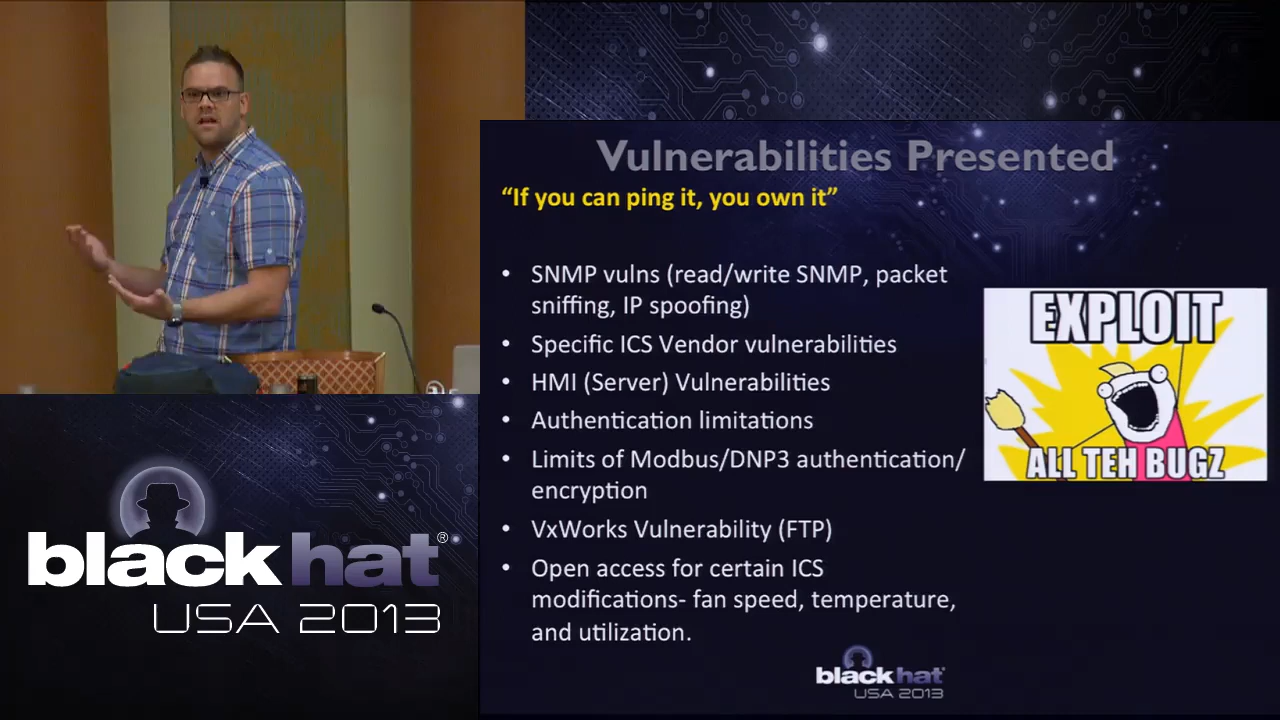 Vulnerabilities Presented
“If you can ping it, you own it”
• SNMP vulns (read/write SNMP, packet
sniffing, IP spoofing)
• Specific ICS Vendor vulnerabilities
• HMI (Server) Vulnerabilities
• Authentication limitations
• Limits of Modbus/DNP3 authentication/
encryption
• VxWorks Vulnerability (FTP)
• Open access for certain ICS
modifications- fan speed, temperature,
and utilization.
EXPLOIT
ALL TEH BUGZ
black hat®
USA 2013
black hat®
USA 2013